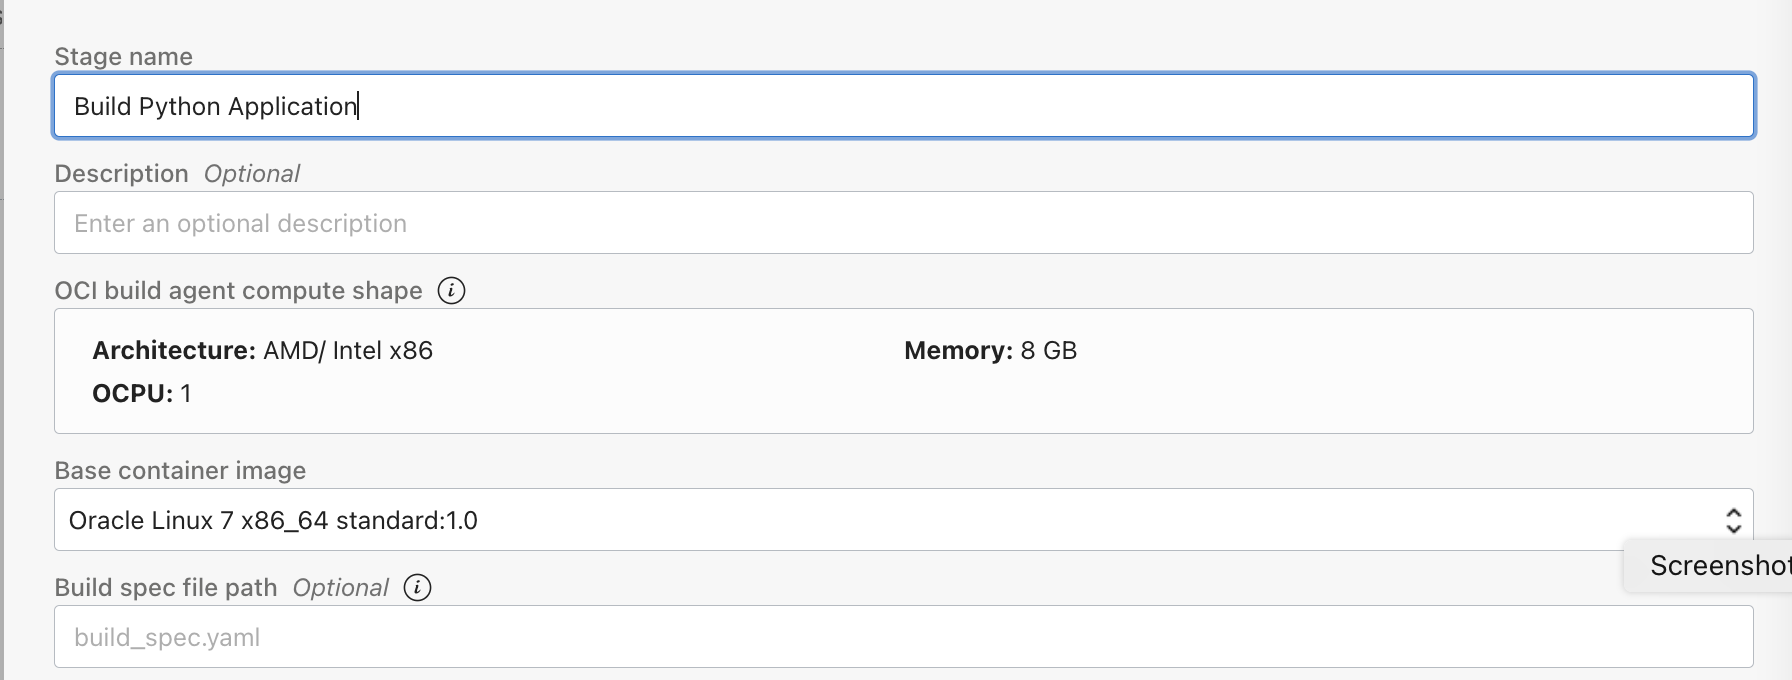 Stage name
Build Python Application
Description Optional
Enter an optional description
OCI build agent compute shape i
Architecture: AMD/ Intel x86 Memory: 8 GB
OCPU: 1
Base container image
Oracle Linux 7 x86_64 standard:1.0
Screenshot
Build spec file path Optional i
build_spec.yaml